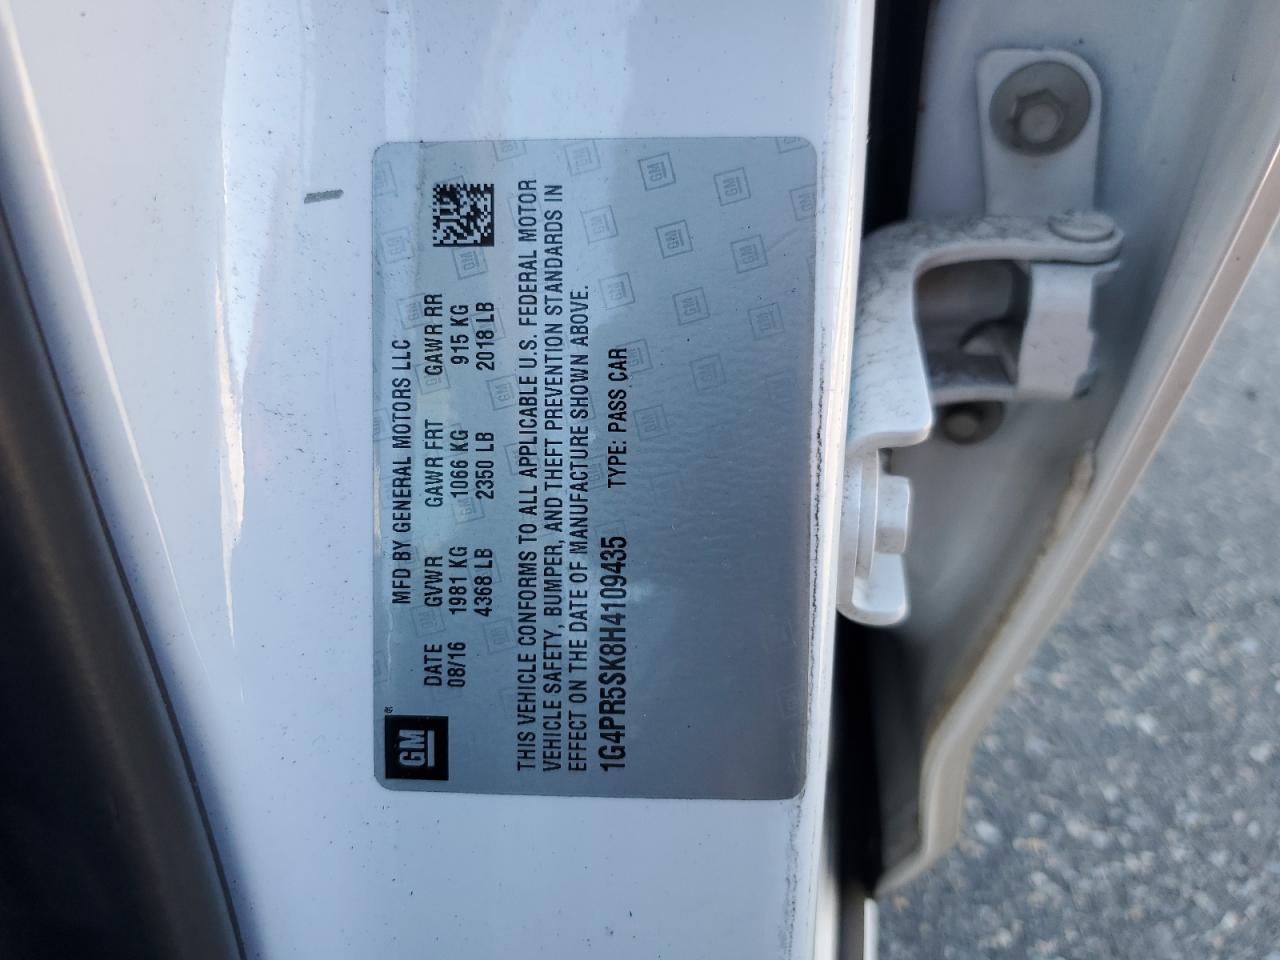 GM
MFD BY GENERAL MOTORS LLC
DATE GVWR GAWR FRT GAWR RR
08/16 1981 KG 1066 KG 915 KG
4368 LB 2350 LB 2018 LB
THIS VEHICLE CONFORMS TO ALL APPLICABLE U.S. FEDERAL MOTOR
VEHICLE SAFETY, BUMPER, AND THEFT PREVENTION STANDARDS IN
EFFECT ON THE DATE OF MANUFACTURE SHOWN ABOVE.
1G4PR5SK8H4109435 TYPE: PASS CAR